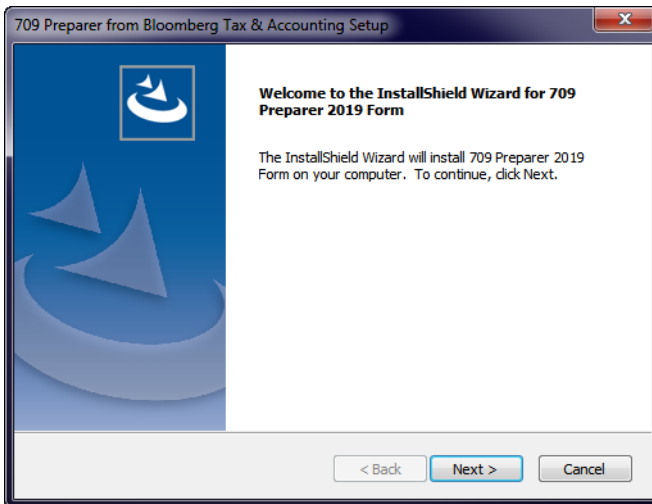 709 Preparer from Bloomberg Tax & Accounting Setup
Welcome to the InstallShield Wizard for 709
Preparer 2019 Form
The InstallShield Wizard will install 709 Preparer 2019
Form on your computer. To continue, click Next.
< Back
Next >
Cancel